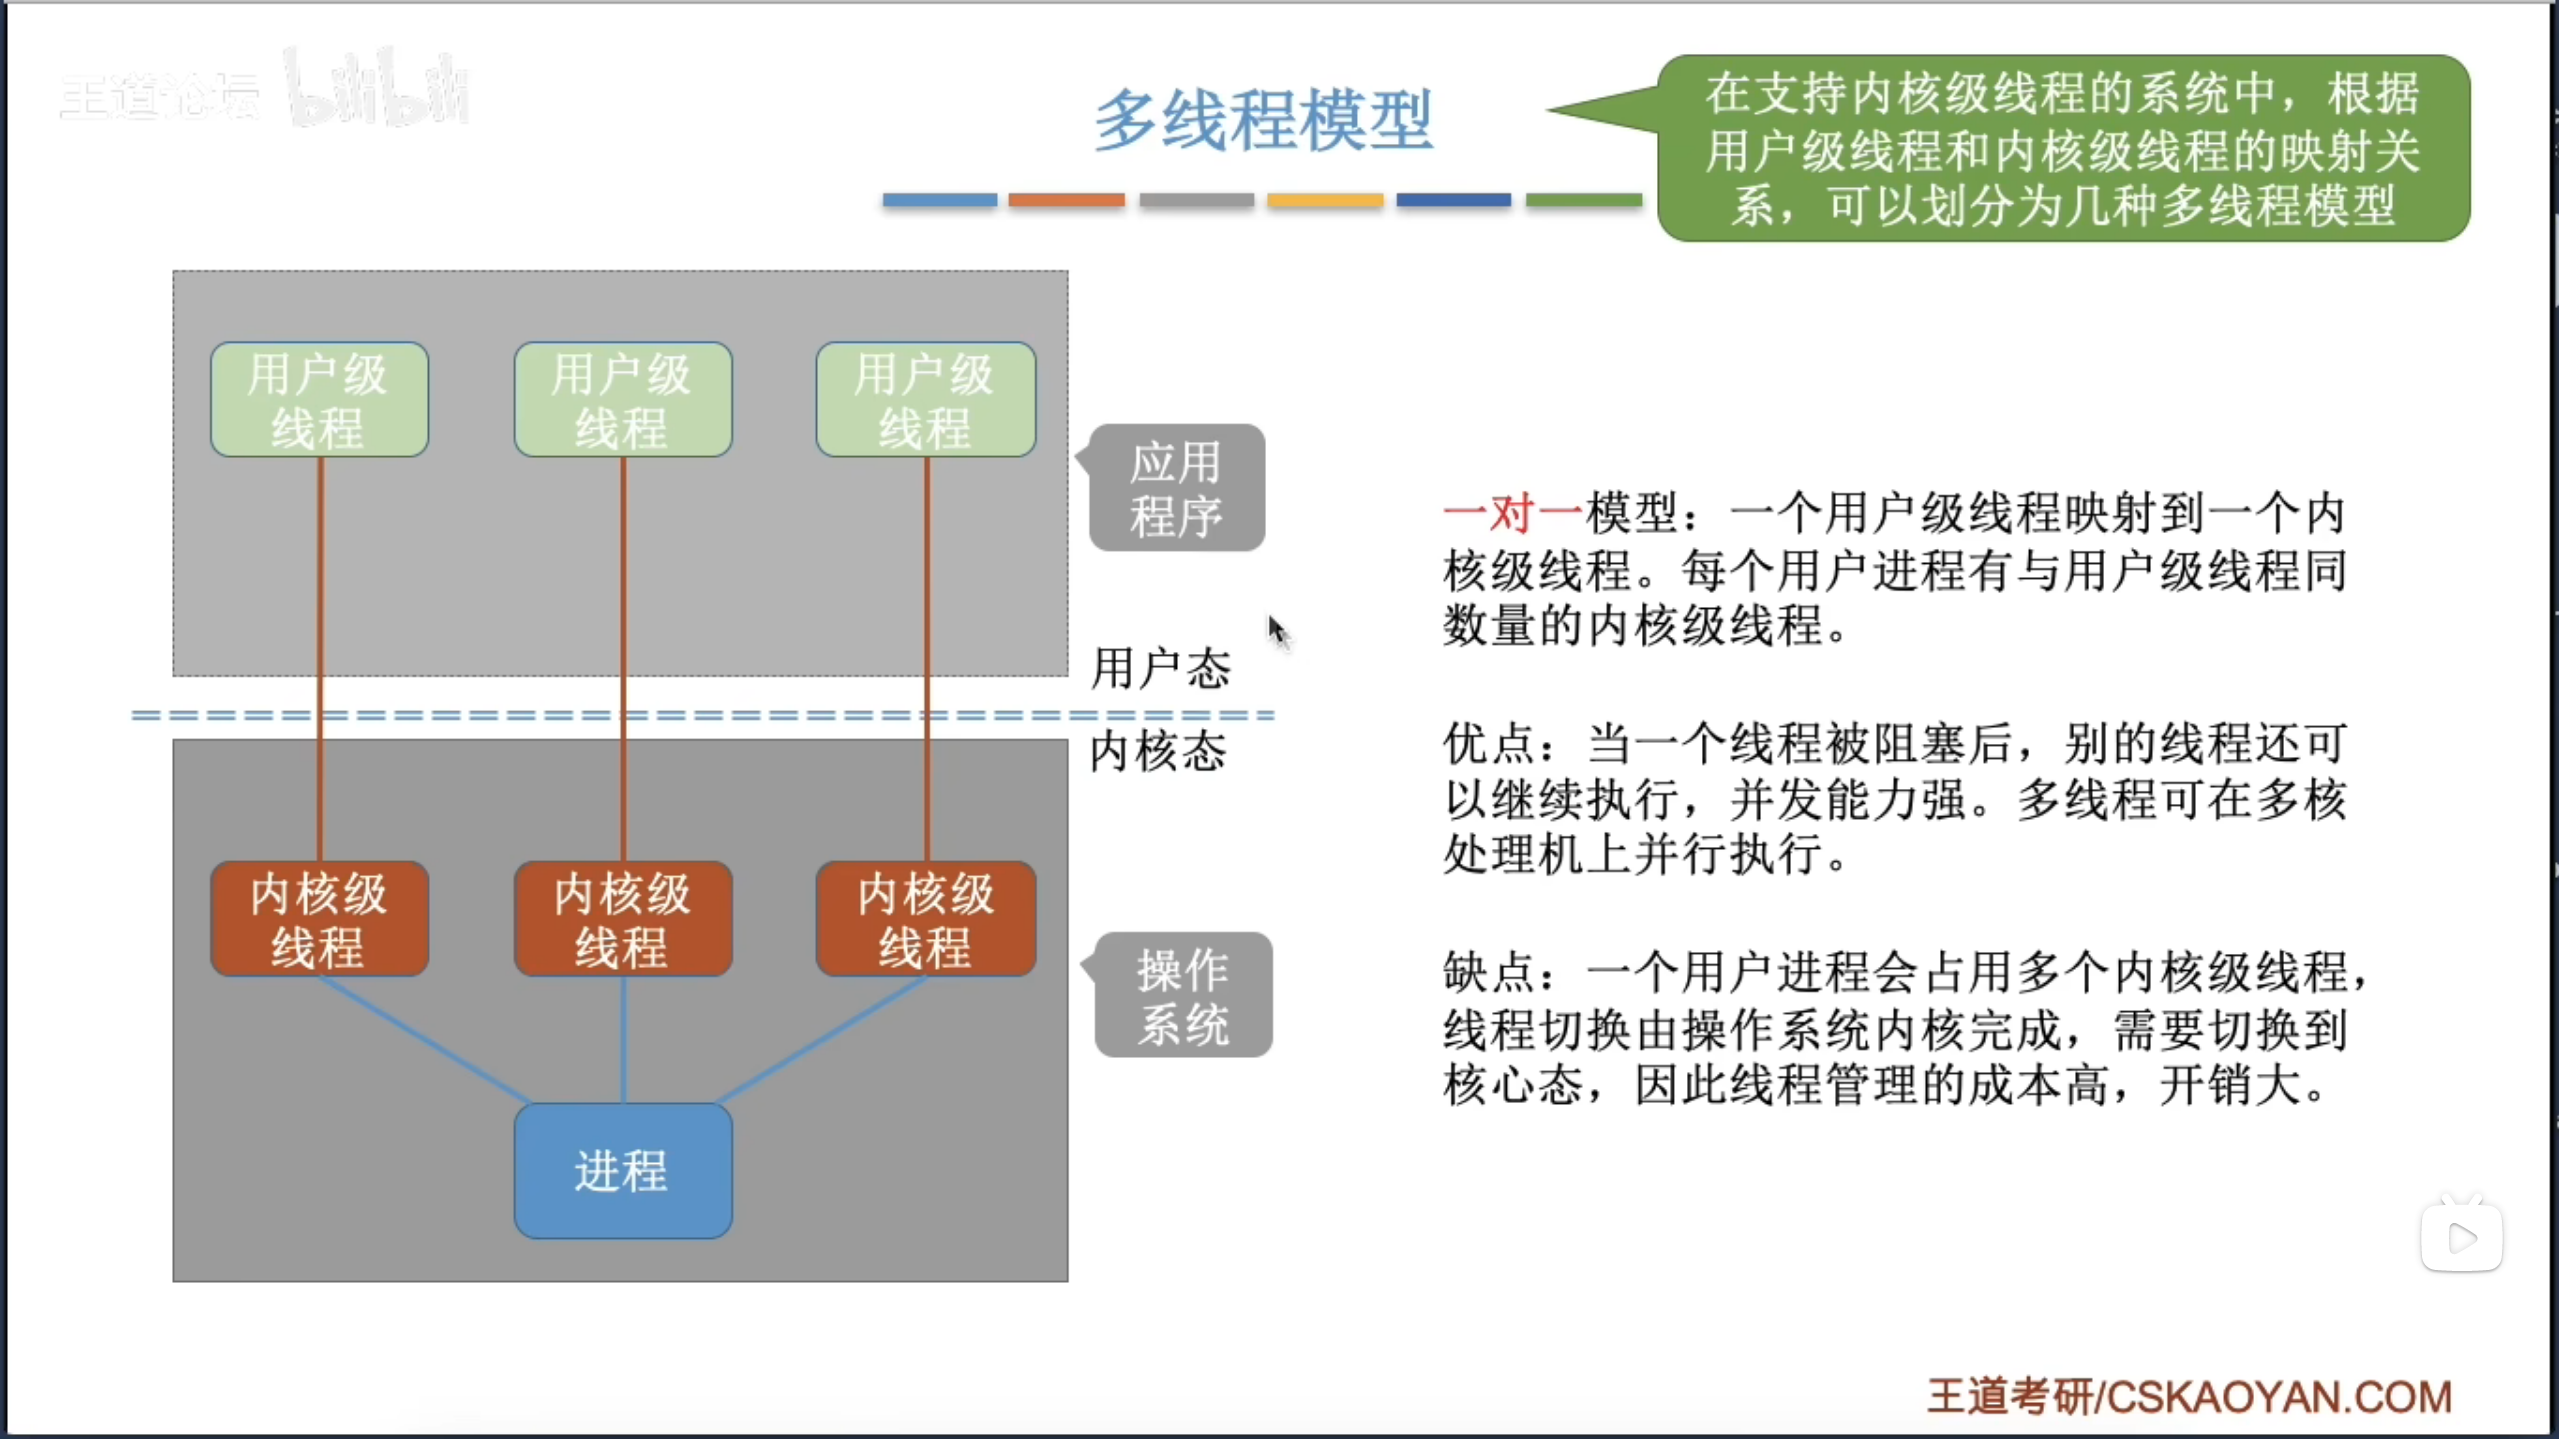 王道论坛 bilibili
多线程模型
在支持内核级线程的系统中，根据
用户级线程和内核级线程的映射关
系，可以划分为几种多线程模型
用户级
线程
用户级
线程
用户级
线程
应用
程序
用户态
内核态
内核级
线程
内核级
线程
内核级
线程
操作
系统
进程
一对一模型：一个用户级线程映射到一个内
核级线程。每个用户进程有与用户级线程同
数量的内核级线程。
优点：当一个线程被阻塞后，别的线程还可
以继续执行，并发能力强。多线程可在多核
处理机上并行执行。
缺点：一个用户进程会占用多个内核级线程，
线程切换由操作系统内核完成，需要切换到
核心态，因此线程管理的成本高，开销大。
王道考研/CSKAOYAN.COM